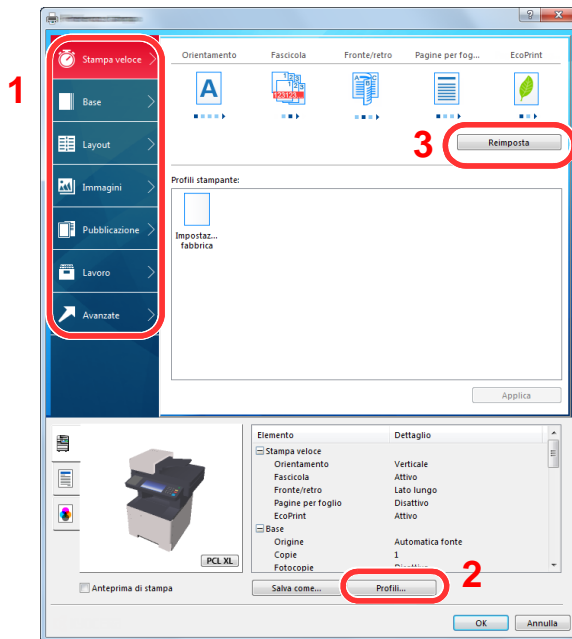 Stampa veloce
Base
Layout
Immagini
Pubblicazione
Lavoro
Avanzate
1
Orientamento Fascicola Fronte/retro Pagine per fog... EcoPrint
A 123 123123... A B C
3
Reimposta
Profili stampante:
Impostaz...
fabbrica
Applica
Elemento Dettaglio
Stampa veloce
Orientamento Verticale
Fascicola Attivo
Fronte/retro Lato lungo
Pagine per foglio Disattivo
EcoPrint Attivo
Base
Origine Automatica fonte
Copie 1
Fotocopie Disattivo
PCL XL
Anteprima di stampa
Salva come... Profili... 2
OK Annulla